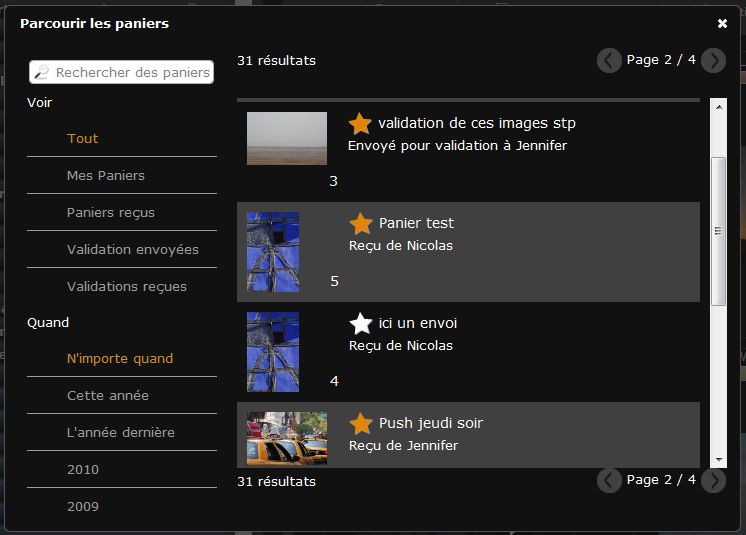 Parcourir les paniers
Rechercher des paniers
Voir
Tout
Mes Paniers
Paniers reçus
Validation envoyées
Validations reçues
Quand
N'importe quand
Cette année
L'année dernière
2010
2009
31 résultats
Page 2 / 4
validation de ces images stp
Envoyé pour validation à Jennifer
3
Panier test
Reçu de Nicolas
5
ici un envoi
Reçu de Nicolas
4
Push jeudi soir
Reçu de Jennifer
31 résultats
Page 2 / 4